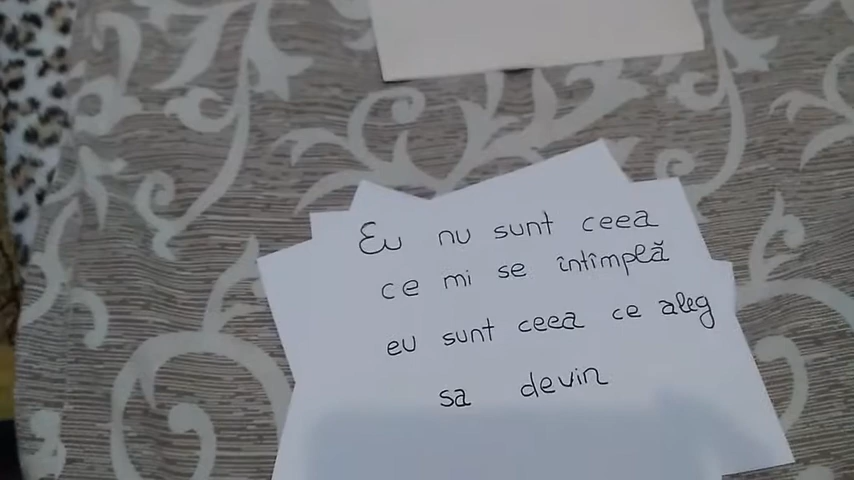 Eu nu sunt ceea
ce mi se întîmplă
eu sunt ceea ce aleg
sa devin